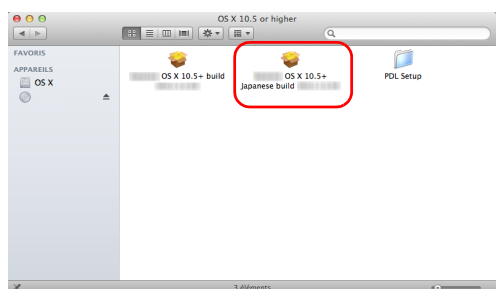 OS X 10.5 or higher
FAVORIS
APPAREILS
OS X
OS X 10.5+ build
OS X 10.5+
Japanese build
PDL Setup
3 éléments